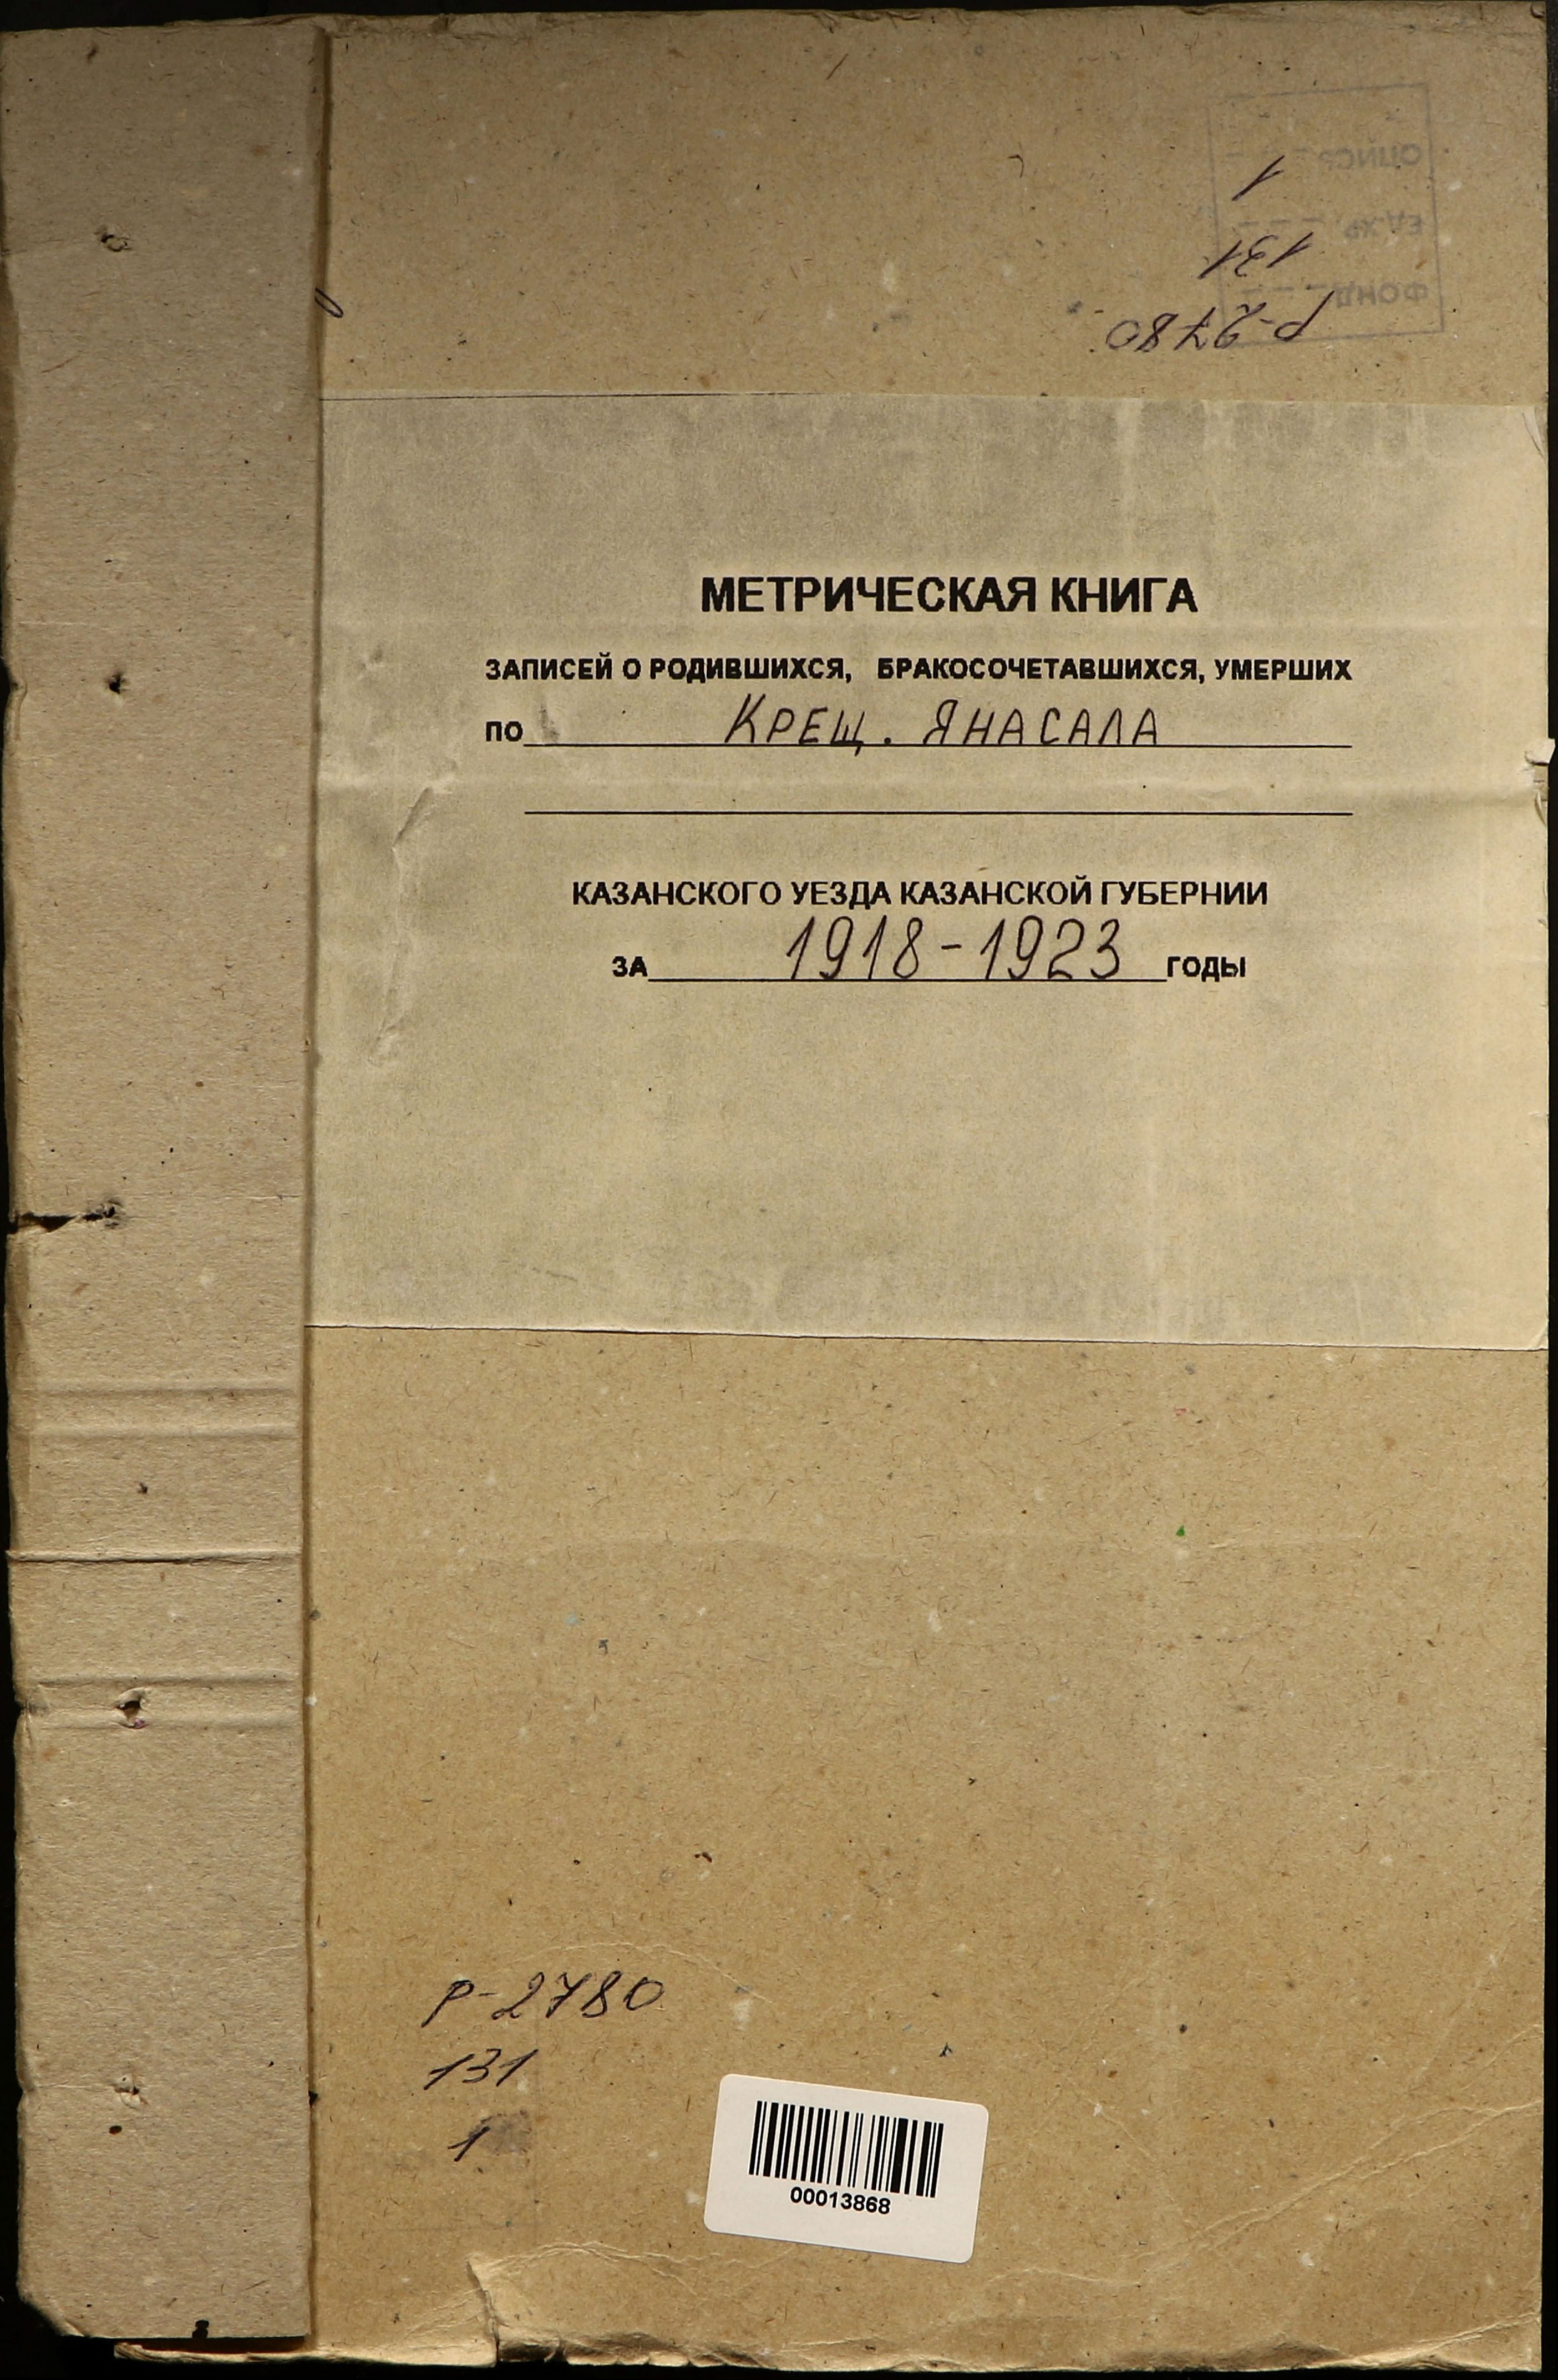 ОПИСЬ
1
ЕД.ХР.
131
ФОНД
Р-2780
МЕТРИЧЕСКАЯ КНИГА
ЗАПИСЕЙ О РОДИВШИХСЯ, БРАКОСОЧЕТАВШИХСЯ, УМЕРШИХ
ПО КРЕЩ. ЯНАСАЛА
КАЗАНСКОГО УЕЗДА КАЗАНСКОЙ ГУБЕРНИИ
ЗА 1918-1923 ГОДЫ
Р-2780
131
1
00013868